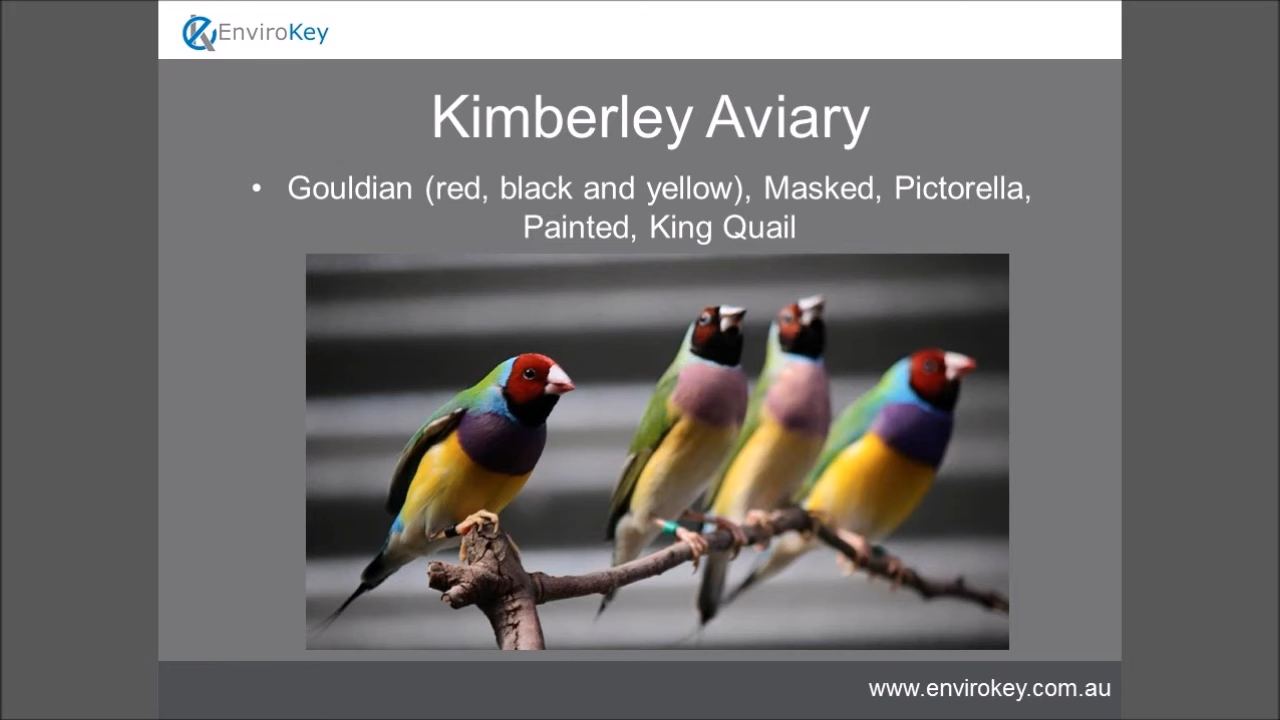 EnviroKey
Kimberley Aviary
• Gouldian (red, black and yellow), Masked, Pictorella,
Painted, King Quail
www.envirokey.com.au